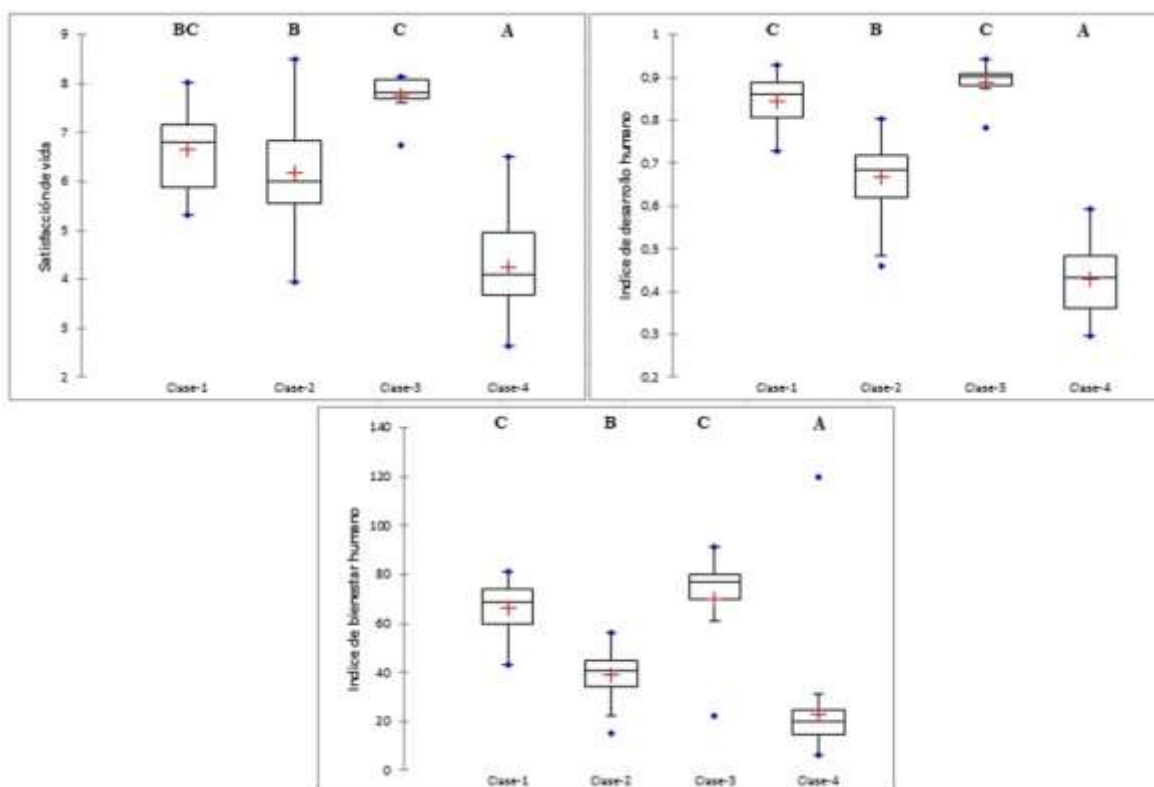 BC B C A
9
8
7
6
5
4
3
2
Satisfacción de vida
Clase-1 Clase-2 Clase-3 Clase-4
C B C A
1
0,9
0,8
0,7
0,6
0,5
0,4
0,3
0,2
Indice de desarrollo humano
Clase-1 Clase-2 Clase-3 Clase-4
C B C A
140
120
100
80
60
40
20
0
Indice de bienestar humano
Clase-1 Clase-2 Clase-3 Clase-4